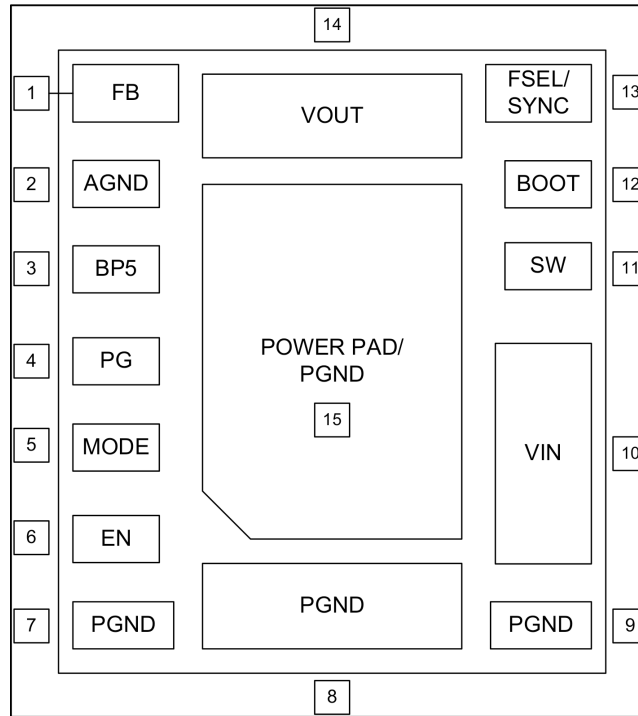 14
1
FB
VOUT
FSEL/
SYNC
13
2
AGND
BOOT
12
3
BP5
SW
11
POWER PAD/
PGND
4
PG
15
5
MODE
VIN
10
6
EN
7
PGND
PGND
PGND
9
8